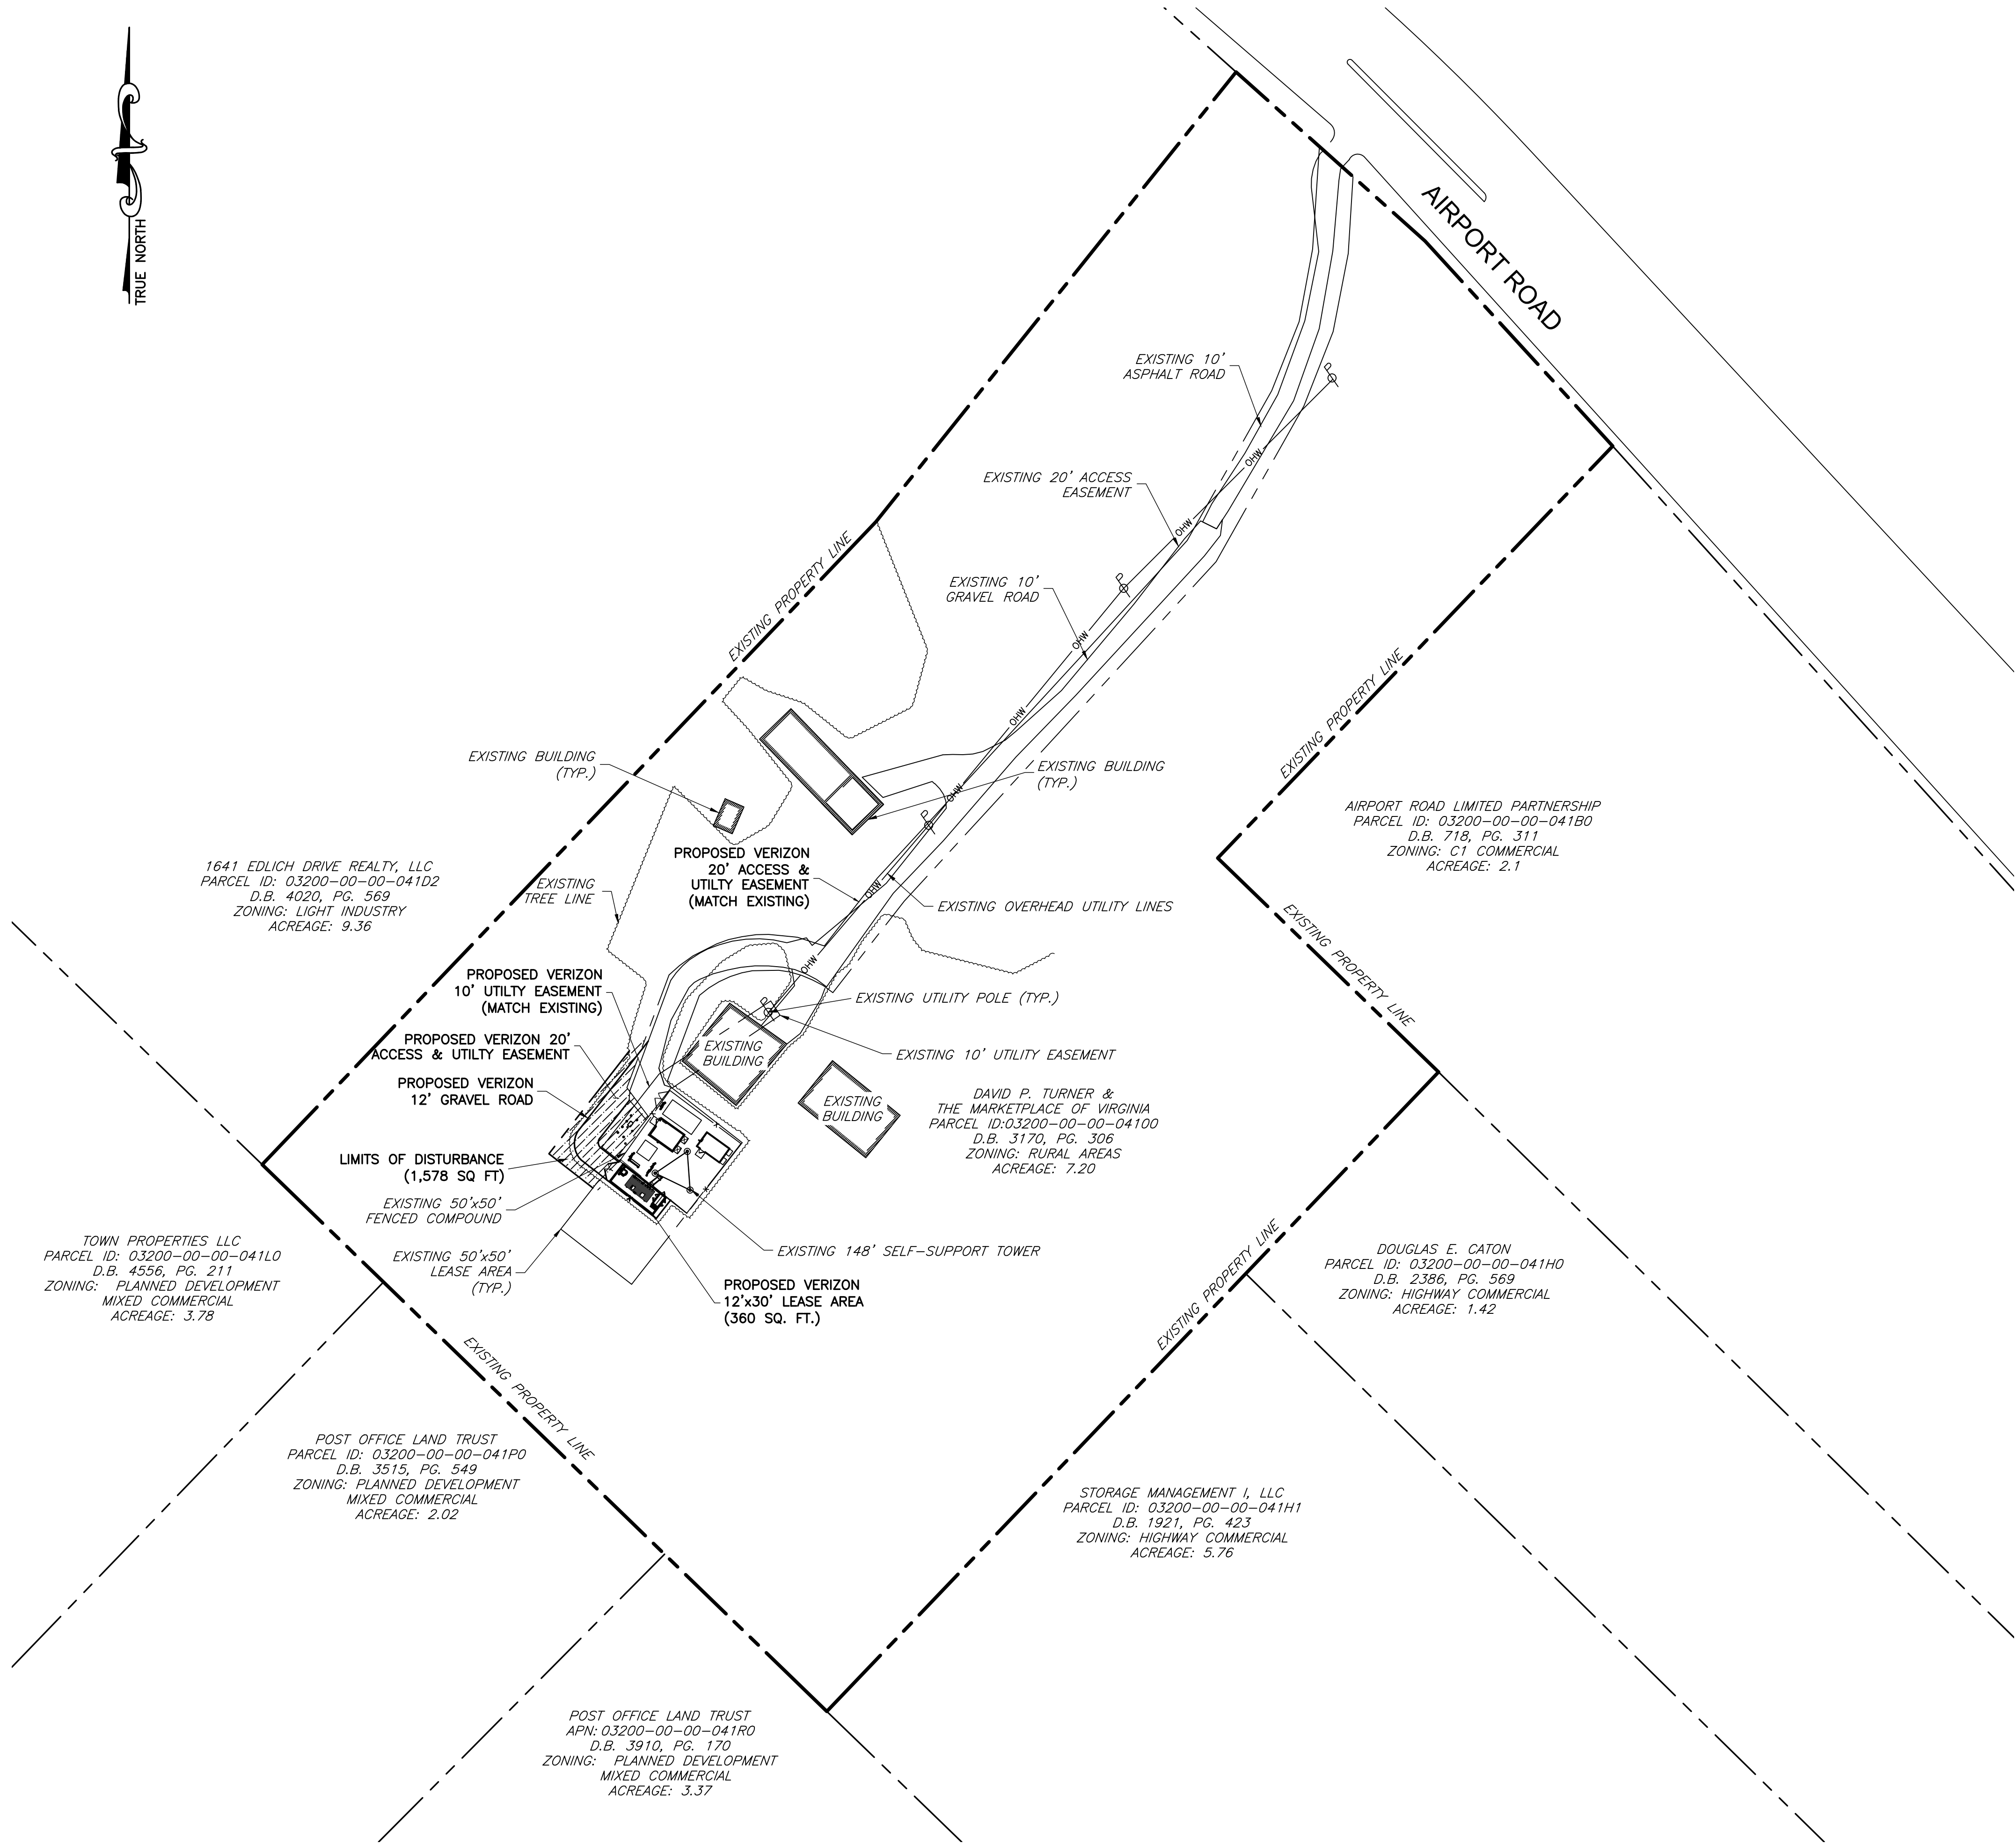 TRUE NORTH
AIRPORT ROAD
EXISTING 10'
ASPHALT ROAD
P
OHW
EXISTING 20' ACCESS
EASEMENT
OHW
EXISTING PROPERTY LINE
EXISTING 10'
GRAVEL ROAD
P
OHW
OHW
EXISTING PROPERTY LINE
EXISTING BUILDING
(TYP.)
EXISTING BUILDING
(TYP.)
OHW
P
AIRPORT ROAD LIMITED PARTNERSHIP
PARCEL ID: 03200-00-00-041B0
D.B. 718, PG. 311
ZONING: C1 COMMERCIAL
ACREAGE: 2.1
1641 EDLICH DRIVE REALTY, LLC
PARCEL ID: 03200-00-00-041D2
D.B. 4020, PG. 569
ZONING: LIGHT INDUSTRY
ACREAGE: 9.36
EXISTING
TREE LINE
PROPOSED VERIZON
20' ACCESS &
UTILTY EASEMENT
(MATCH EXISTING)
OHW
EXISTING OVERHEAD UTILITY LINES
EXISTING PROPERTY LINE
OHW
PROPOSED VERIZON
10' UTILTY EASEMENT
(MATCH EXISTING)
P
EXISTING UTILITY POLE (TYP.)
PROPOSED VERIZON 20'
ACCESS & UTILTY EASEMENT
EXISTING
BUILDING
EXISTING 10' UTILITY EASEMENT
PROPOSED VERIZON
12' GRAVEL ROAD
EXISTING
BUILDING
DAVID P. TURNER &
THE MARKETPLACE OF VIRGINIA
PARCEL ID:03200-00-00-04100
D.B. 3170, PG. 306
ZONING: RURAL AREAS
ACREAGE: 7.20
LIMITS OF DISTURBANCE
(1,578 SQ FT)
EXISTING 50'x50'
FENCED COMPOUND
EXISTING 50'x50'
LEASE AREA
(TYP.)
EXISTING 148' SELF-SUPPORT TOWER
PROPOSED VERIZON
12'x30' LEASE AREA
(360 SQ. FT.)
TOWN PROPERTIES LLC
PARCEL ID: 03200-00-00-041L0
D.B. 4556, PG. 211
ZONING: PLANNED DEVELOPMENT
MIXED COMMERCIAL
ACREAGE: 3.78
EXISTING PROPERTY LINE
DOUGLAS E. CATON
PARCEL ID: 03200-00-00-041H0
D.B. 2386, PG. 569
ZONING: HIGHWAY COMMERCIAL
ACREAGE: 1.42
EXISTING PROPERTY LINE
POST OFFICE LAND TRUST
PARCEL ID: 03200-00-00-041P0
D.B. 3515, PG. 549
ZONING: PLANNED DEVELOPMENT
MIXED COMMERCIAL
ACREAGE: 2.02
STORAGE MANAGEMENT I, LLC
PARCEL ID: 03200-00-00-041H1
D.B. 1921, PG. 423
ZONING: HIGHWAY COMMERCIAL
ACREAGE: 5.76
POST OFFICE LAND TRUST
APN: 03200-00-00-041R0
D.B. 3910, PG. 170
ZONING: PLANNED DEVELOPMENT
MIXED COMMERCIAL
ACREAGE: 3.37